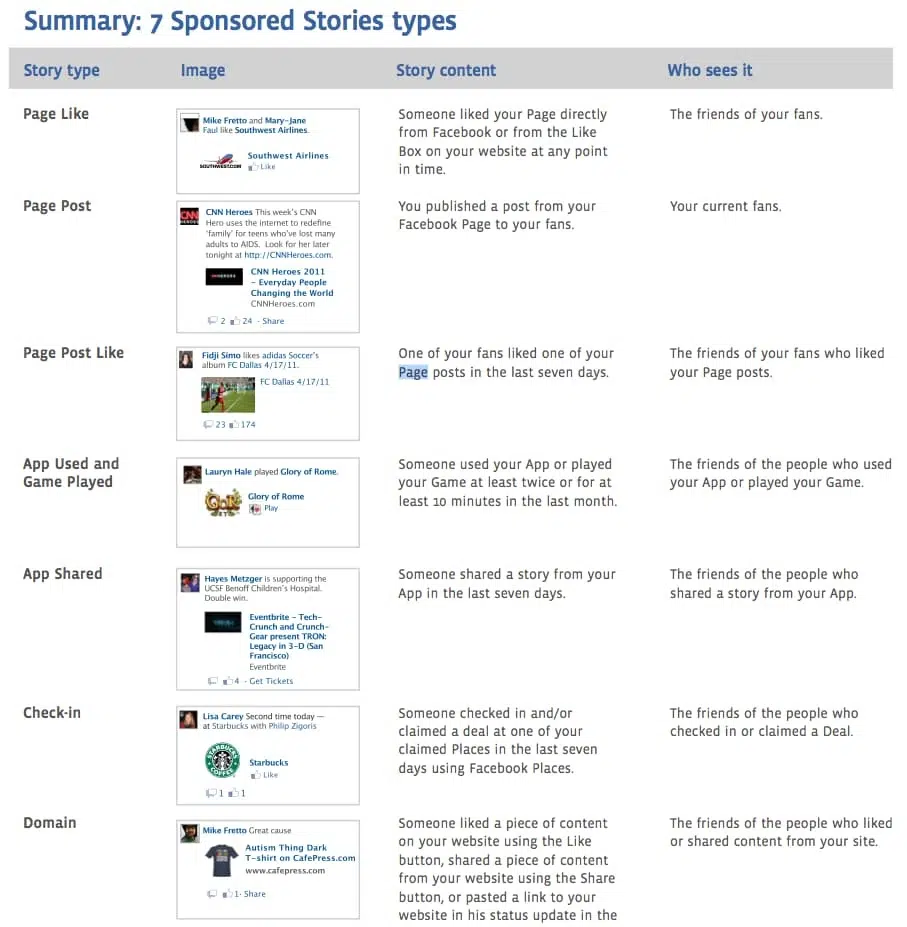 Summary: 7 Sponsored Stories types
Story type
Image
Story content
Who sees it
Page Like
Mike Fretto and Mary-Jane
Faul like Southwest Airlines.
SOUTHWEST.COM
Southwest Airlines
Like
Someone liked your Page directly
from Facebook or from the Like
Box on your website at any point
in time.
The friends of your fans.
Page Post
CNN
HEROES
CNN Heroes This week's CNN
Hero uses the internet to redefine
'family' for teens who've lost many
adults to AIDS. Look for her later
tonight at http://CNNHeroes.com.
HEROES
CNN Heroes 2011
– Everyday People
Changing the World
CNNHeroes.com
2 24 · Share
You published a post from your
Facebook Page to your fans.
Your current fans.
Page Post Like
Fidji Simo likes adidas Soccer's
album FC Dallas 4/17/11.
FC Dallas 4/17/11
23 174
One of your fans liked one of your
Page posts in the last seven days.
The friends of your fans who liked
your Page posts.
App Used and
Game Played
Lauryn Hale played Glory of Rome.
Glory of Rome
Play
Someone used your App or played
your Game at least twice or for at
least 10 minutes in the last month.
The friends of the people who used
your App or played your Game.
App Shared
Hayes Metzger is supporting the
UCSF Benoff Children's Hospital.
Double win.
Eventbrite – Tech-
Crunch and Crunch-
Gear present TRON:
Legacy in 3-D (San
Francisco)
Eventbrite
4 · Get Tickets
Someone shared a story from your
App in the last seven days.
The friends of the people who
shared a story from your App.
Check-in
Lisa Carey Second time today —
at Starbucks with Philip Zigoris
STARBUCKS
COFFEE
Starbucks
Like
1 1
Someone checked in and/or
claimed a deal at one of your
claimed Places in the last seven
days using Facebook Places.
The friends of the people who
checked in or claimed a Deal.
Domain
Mike Fretto Great cause
Autism Thing Dark
T-shirt on CafePress.com
www.cafepress.com
1 · Share
Someone liked a piece of content
on your website using the Like
button, shared a piece of content
from your website using the Share
button, or pasted a link to your
website in his status update in the
The friends of the people who liked
or shared content from your site.